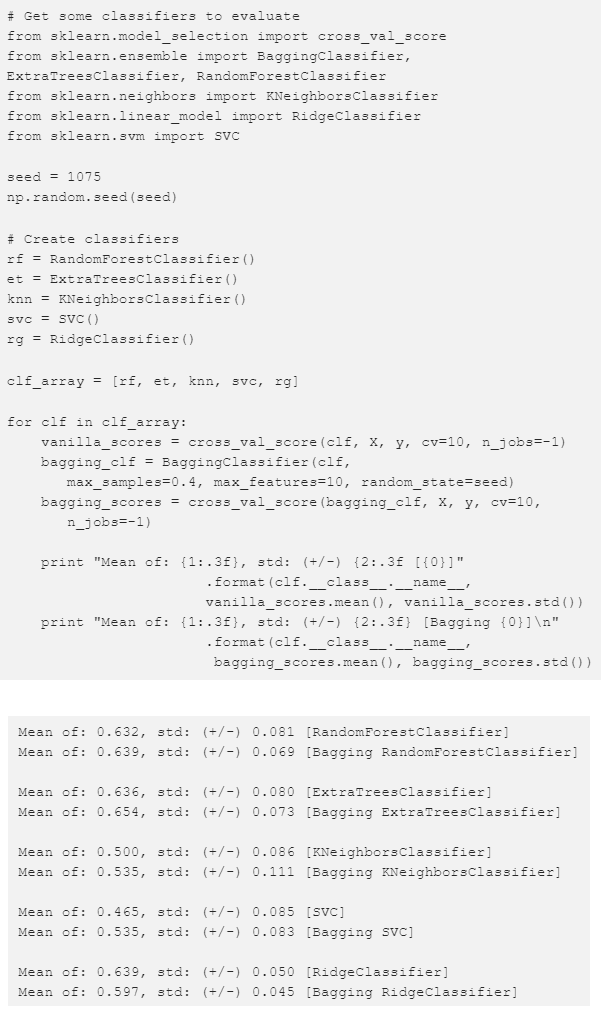 # Get some classifiers to evaluate
from sklearn.model_selection import cross_val_score
from sklearn.ensemble import BaggingClassifier,
ExtraTreesClassifier, RandomForestClassifier
from sklearn.neighbors import KNeighborsClassifier
from sklearn.linear_model import RidgeClassifier
from sklearn.svm import SVC

seed = 1075
np.random.seed(seed)

# Create classifiers
rf = RandomForestClassifier()
et = ExtraTreesClassifier()
knn = KNeighborsClassifier()
svc = SVC()
rg = RidgeClassifier()

clf_array = [rf, et, knn, svc, rg]

for clf in clf_array:
    vanilla_scores = cross_val_score(clf, X, y, cv=10, n_jobs=-1)
    bagging_clf = BaggingClassifier(clf,
       max_samples=0.4, max_features=10, random_state=seed)
    bagging_scores = cross_val_score(bagging_clf, X, y, cv=10,
       n_jobs=-1)

    print "Mean of: {1:.3f}, std: (+/-) {2:.3f [{0}]"
                       .format(clf.__class__.__name__,
                       vanilla_scores.mean(), vanilla_scores.std())
    print "Mean of: {1:.3f}, std: (+/-) {2:.3f} [Bagging {0}]\n"
                       .format(clf.__class__.__name__,
                        bagging_scores.mean(), bagging_scores.std())

Mean of: 0.632, std: (+/-) 0.081 [RandomForestClassifier]
Mean of: 0.639, std: (+/-) 0.069 [Bagging RandomForestClassifier]

Mean of: 0.636, std: (+/-) 0.080 [ExtraTreesClassifier]
Mean of: 0.654, std: (+/-) 0.073 [Bagging ExtraTreesClassifier]

Mean of: 0.500, std: (+/-) 0.086 [KNeighborsClassifier]
Mean of: 0.535, std: (+/-) 0.111 [Bagging KNeighborsClassifier]

Mean of: 0.465, std: (+/-) 0.085 [SVC]
Mean of: 0.535, std: (+/-) 0.083 [Bagging SVC]

Mean of: 0.639, std: (+/-) 0.050 [RidgeClassifier]
Mean of: 0.597, std: (+/-) 0.045 [Bagging RidgeClassifier]